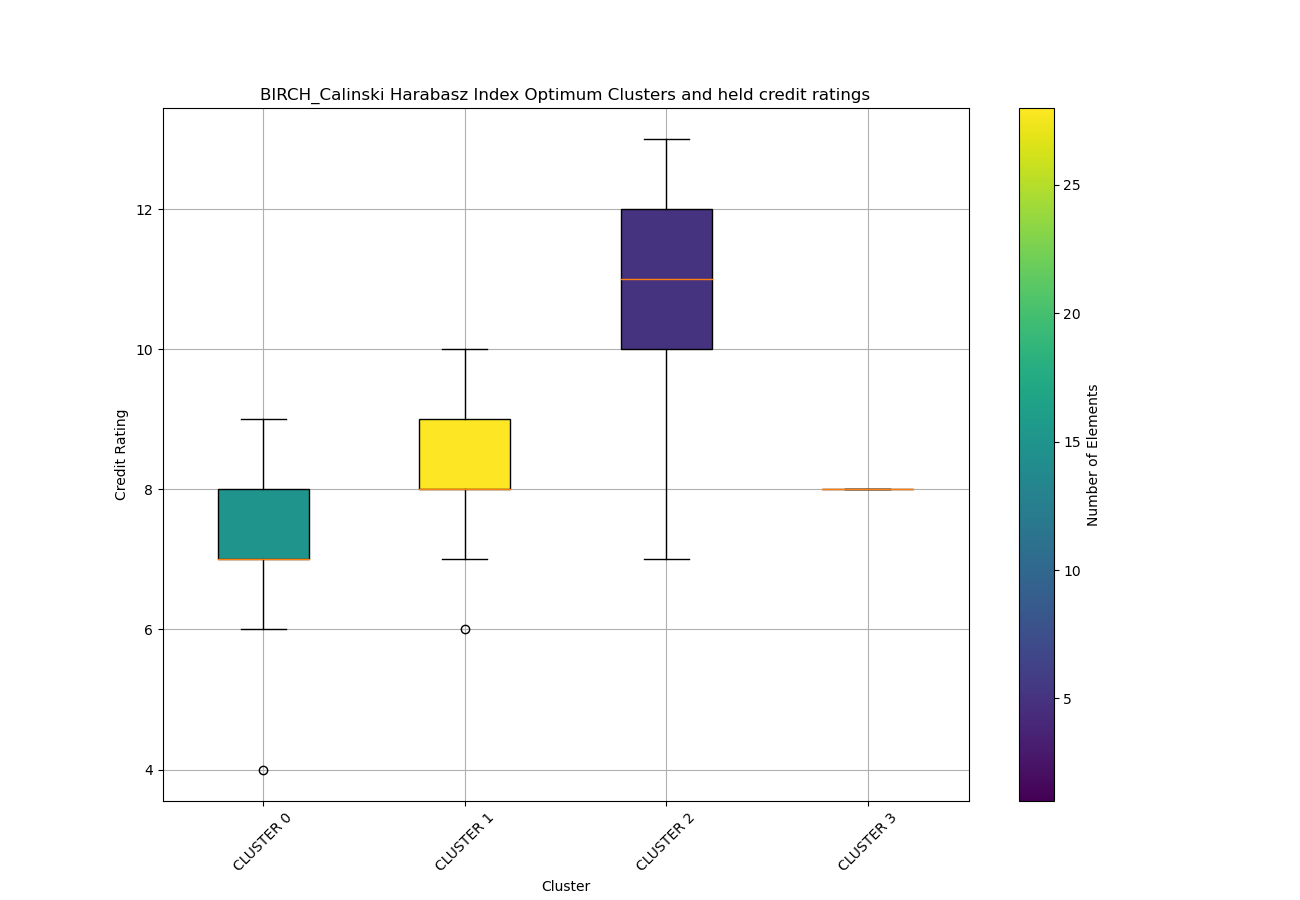 BIRCH_Calinski Harabasz Index Optimum Clusters and held credit ratings
12
10
8
6
4
Credit Rating
CLUSTER 0
CLUSTER 1
CLUSTER 2
CLUSTER 3
Cluster
25
20
15
10
5
Number of Elements